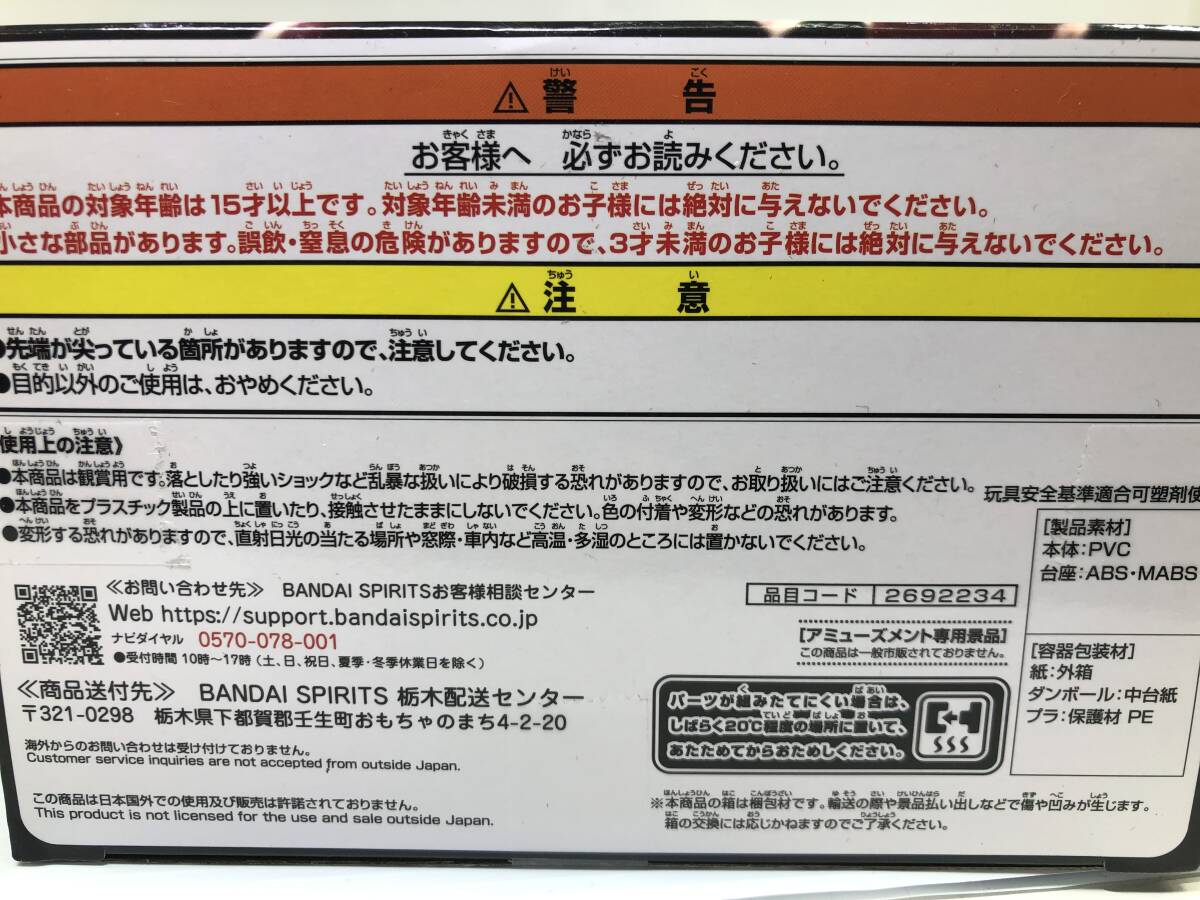 ⚠警告
お客様へ 必ずお読みください。
本商品の対象年齢は15才以上です。対象年齢未満のお子様には絶対に与えないでください。
小さな部品があります。誤飲・窒息の危険がありますので、3才未満のお子様には絶対に与えないでください。
⚠注意
●先端が尖っている箇所がありますので、注意してください。
●目的以外のご使用は、おやめください。
使用上の注意》
●本商品は観賞用です。落としたり強いショックなど乱暴な扱いにより破損する恐れがありますので、お取り扱いにはご注意ください。
●本商品をプラスチック製品の上に置いたり、接触させたままにしないでください。色の付着や変形などの恐れがあります。
●変形する恐れがありますので、直射日光の当たる場所や窓際・車内など高温・多湿のところには置かないでください。
玩具安全基準適合可塑剤使
[製品素材]
本体:PVC
台座:ABS・MABS
≪お問い合わせ先≫ BANDAI SPIRITSお客様相談センター
Web https://support.bandaispirits.co.jp
ナビダイヤル 0570-078-001
●受付時間 10時〜17時(土、日、祝日、夏季・冬季休業日を除く)
≪商品送付先≫ BANDAI SPIRITS 栃木配送センター
〒321-0298 栃木県下都賀郡壬生町おもちゃのまち4-2-20
海外からのお問い合わせは受け付けておりません。
Customer service inquiries are not accepted from outside Japan.
この商品は日本国外での使用及び販売は許諾されておりません。
This product is not licensed for the use and sale outside Japan.
品目コード 2692234
[アミューズメント専用景品]
この商品は一般市販されておりません。
[容器包装材]
紙:外箱
ダンボール:中台紙
プラ:保護材 PE
パーツが組みたてにくい場合は、
しばらく20℃程度の場所に置いて、
あたためてからおためしください。
※本商品の箱は梱包材です。輸送の際や景品払い出しなどで傷や凹みが生じます。
箱の交換には応じかねますのでご了承ください。